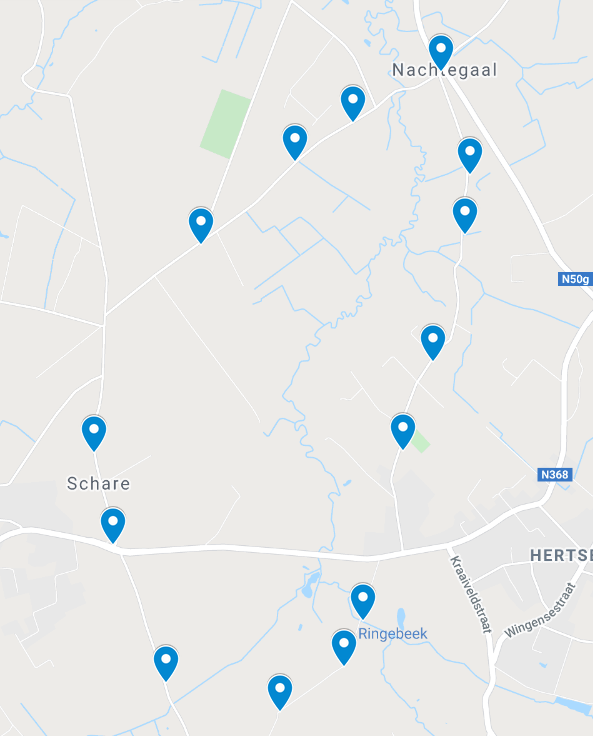 Nachtegaal
N50g
Schare
N368
HERTSE
Kraaiveldstraat
Wingensestraat
Ringebeek